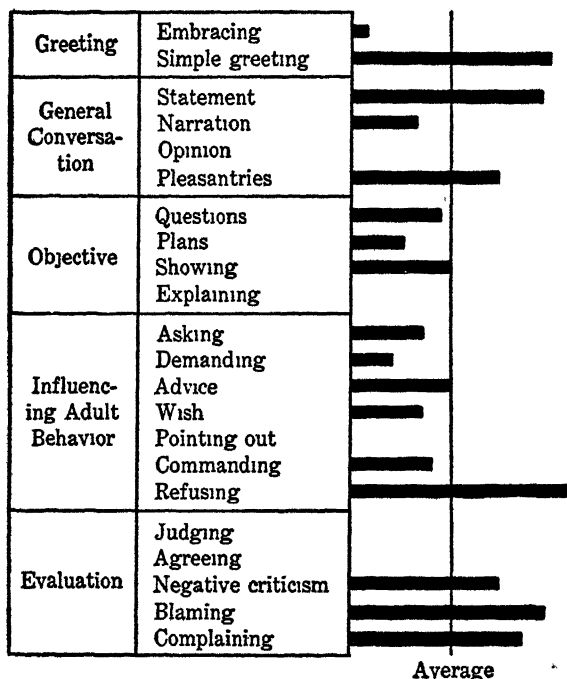 Greeting
Embracing
Simple greeting
General
Conversa-
tion
Statement
Narration
Opinion
Pleasantries
Objective
Questions
Plans
Showing
Explaining
Influenc-
ing Adult
Behavior
Asking
Demanding
Advice
Wish
Pointing out
Commanding
Refusing
Evaluation
Judging
Agreeing
Negative criticism
Blaming
Complaining
Average